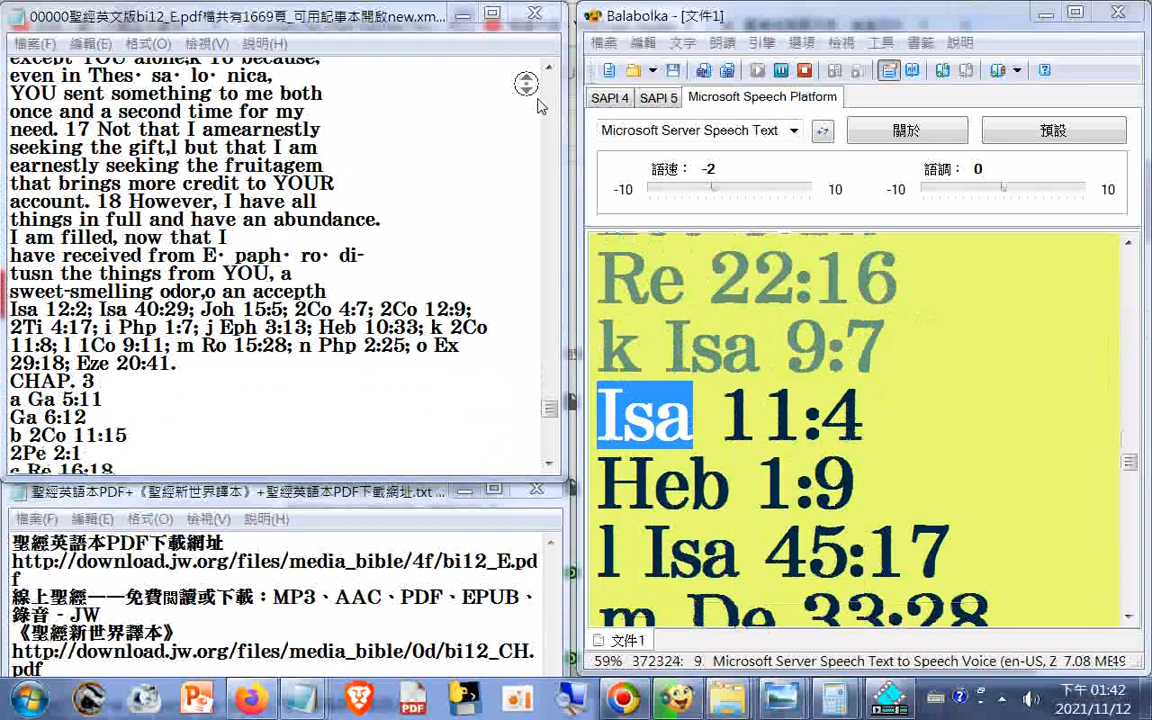 00000聖經英文版bi12_E.pdf檔共有1669頁_可用記事本開啟new.xm...
檔案(F) 編輯(E) 格式(O) 檢視(V) 說明(H)
except YOU alone,k 16 because,
even in Thes· sa· lo· nica,
YOU sent something to me both
once and a second time for my
need. 17 Not that I amearnestly
seeking the gift,l but that I am
earnestly seeking the fruitagem
that brings more credit to YOUR
account. 18 However, I have all
things in full and have an abundance.
I am filled, now that I
have received from E· paph· ro· di-
tusn the things from YOU, a
sweet-smelling odor,o an accepth
Isa 12:2; Isa 40:29; Joh 15:5; 2Co 4:7; 2Co 12:9;
2Ti 4:17; i Php 1:7; j Eph 3:13; Heb 10:33; k 2Co
11:8; l 1Co 9:11; m Ro 15:28; n Php 2:25; o Ex
29:18; Eze 20:41.
CHAP. 3
a Ga 5:11
Ga 6:12
b 2Co 11:15
2Pe 2:1
c Re 16:18
聖經英語本PDF+《聖經新世界譯本》+聖經英語本PDF下載網址.txt ...
檔案(F) 編輯(E) 格式(O) 檢視(V) 說明(H)
聖經英語本PDF下載網址
http://download.jw.org/files/media_bible/4f/bi12_E.pd
f
線上聖經——免費閱讀或下載：MP3、AAC、PDF、EPUB、
錄音 - JW
《聖經新世界譯本》
http://download.jw.org/files/media_bible/0d/bi12_CH.
pdf
Balabolka - [文件1]
檔案 編輯 文字 朗讀 引擎 選項 檢視 工具 書籤 說明
SAPI 4 SAPI 5 Microsoft Speech Platform
Microsoft Server Speech Text 關於 預設
語速： -2 語調： 0
-10 10 -10 10
Re 22:16
k Isa 9:7
Isa 11:4
Heb 1:9
l Isa 45:17
m De 33:28
文件1
59% 372324: 9. Microsoft Server Speech Text to Speech Voice (en-US, Z 7.08 MB
下午 01:42
2021/11/12